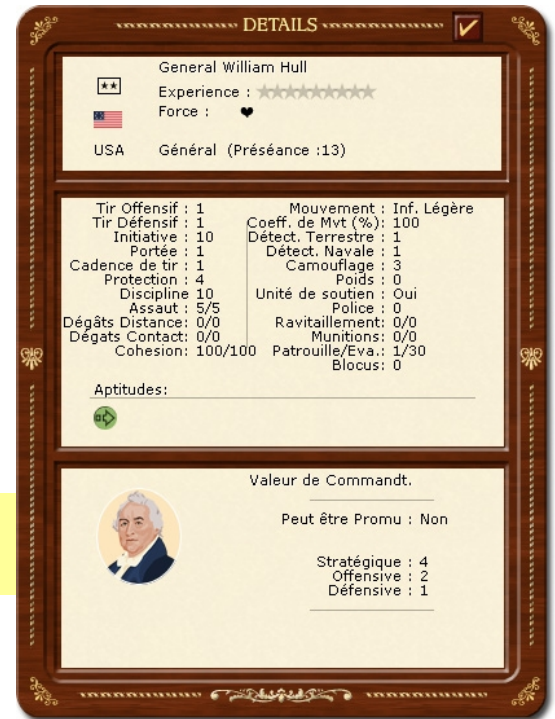 DETAILS
General William Hull
Experience :
Force :
USA Général (Préséance :13)
Tir Offensif : 1 Mouvement : Inf. Légère
Tir Défensif : 1 Coeff. de Mvt (%): 100
Initiative : 10 Détect. Terrestre : 1
Portée : 1 Détect. Navale : 1
Cadence de tir : 1 Camouflage : 3
Protection : 4 Poids : 0
Discipline 10 Unité de soutien : Oui
Assaut : 5/5 Police : 0
Dégâts Distance: 0/0 Ravitaillement: 0/0
Dégats Contact: 0/0 Munitions: 0/0
Cohesion: 100/100 Patrouille/Eva.: 1/30
Blocus: 0
Aptitudes:
Valeur de Commandt.
Peut être Promu : Non
Stratégique : 4
Offensive : 2
Défensive : 1